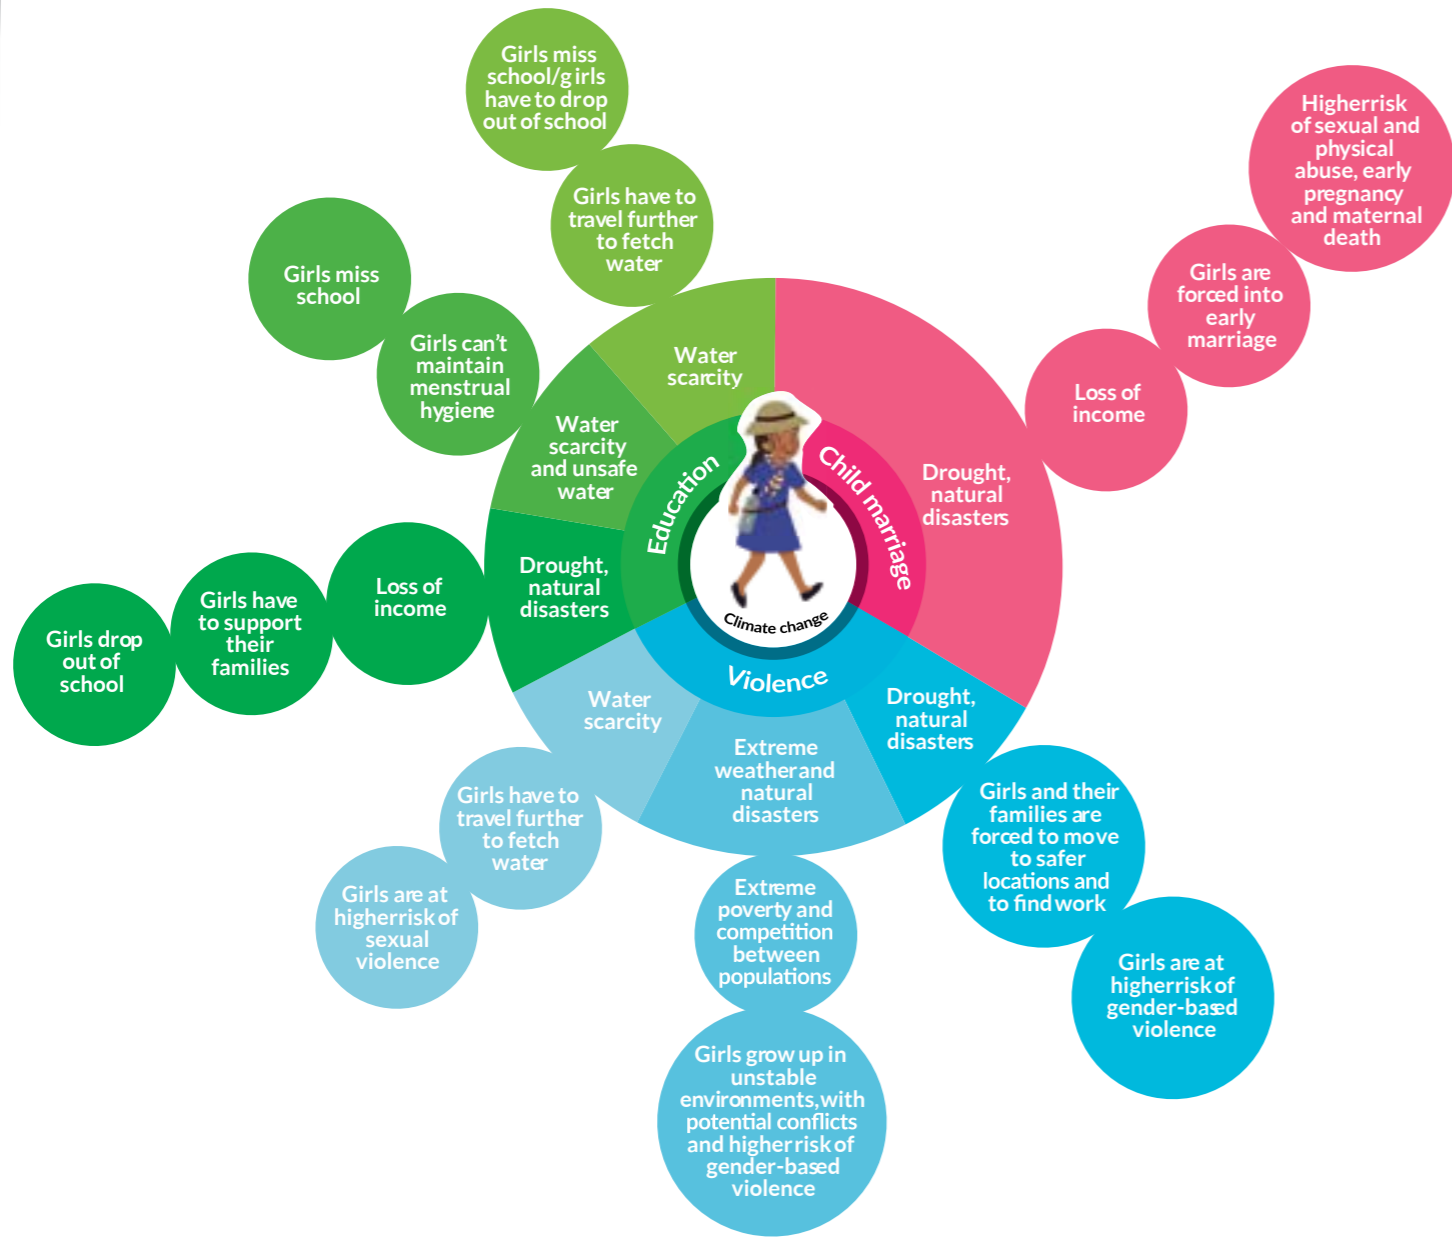 Girls miss
school/girls
have to drop
out of school
Girls have to
travel further
to fetch
water
Water
scarcity
Girls miss
school
Girls can't
maintain
menstrual
hygiene
Water
scarcity
and unsafe
water
Girls drop
out of
school
Girls have
to support
their
families
Loss of
income
Drought,
natural
disasters
Education
Higher risk
of sexual and
physical
abuse, early
pregnancy
and maternal
death
Girls are
forced into
early
marriage
Loss of
income
Drought,
natural
disasters
Child marriage
Climate change
Violence
Water
scarcity
Girls have to
travel further
to fetch
water
Girls are at
higher risk of
sexual
violence
Extreme
weather and
natural
disasters
Extreme
poverty and
competition
between
populations
Girls grow up in
unstable
environments, with
potential conflicts
and higher risk of
gender-based
violence
Drought,
natural
disasters
Girls and their
families are
forced to move
to safer
locations and
to find work
Girls are at
higher risk of
gender-based
violence